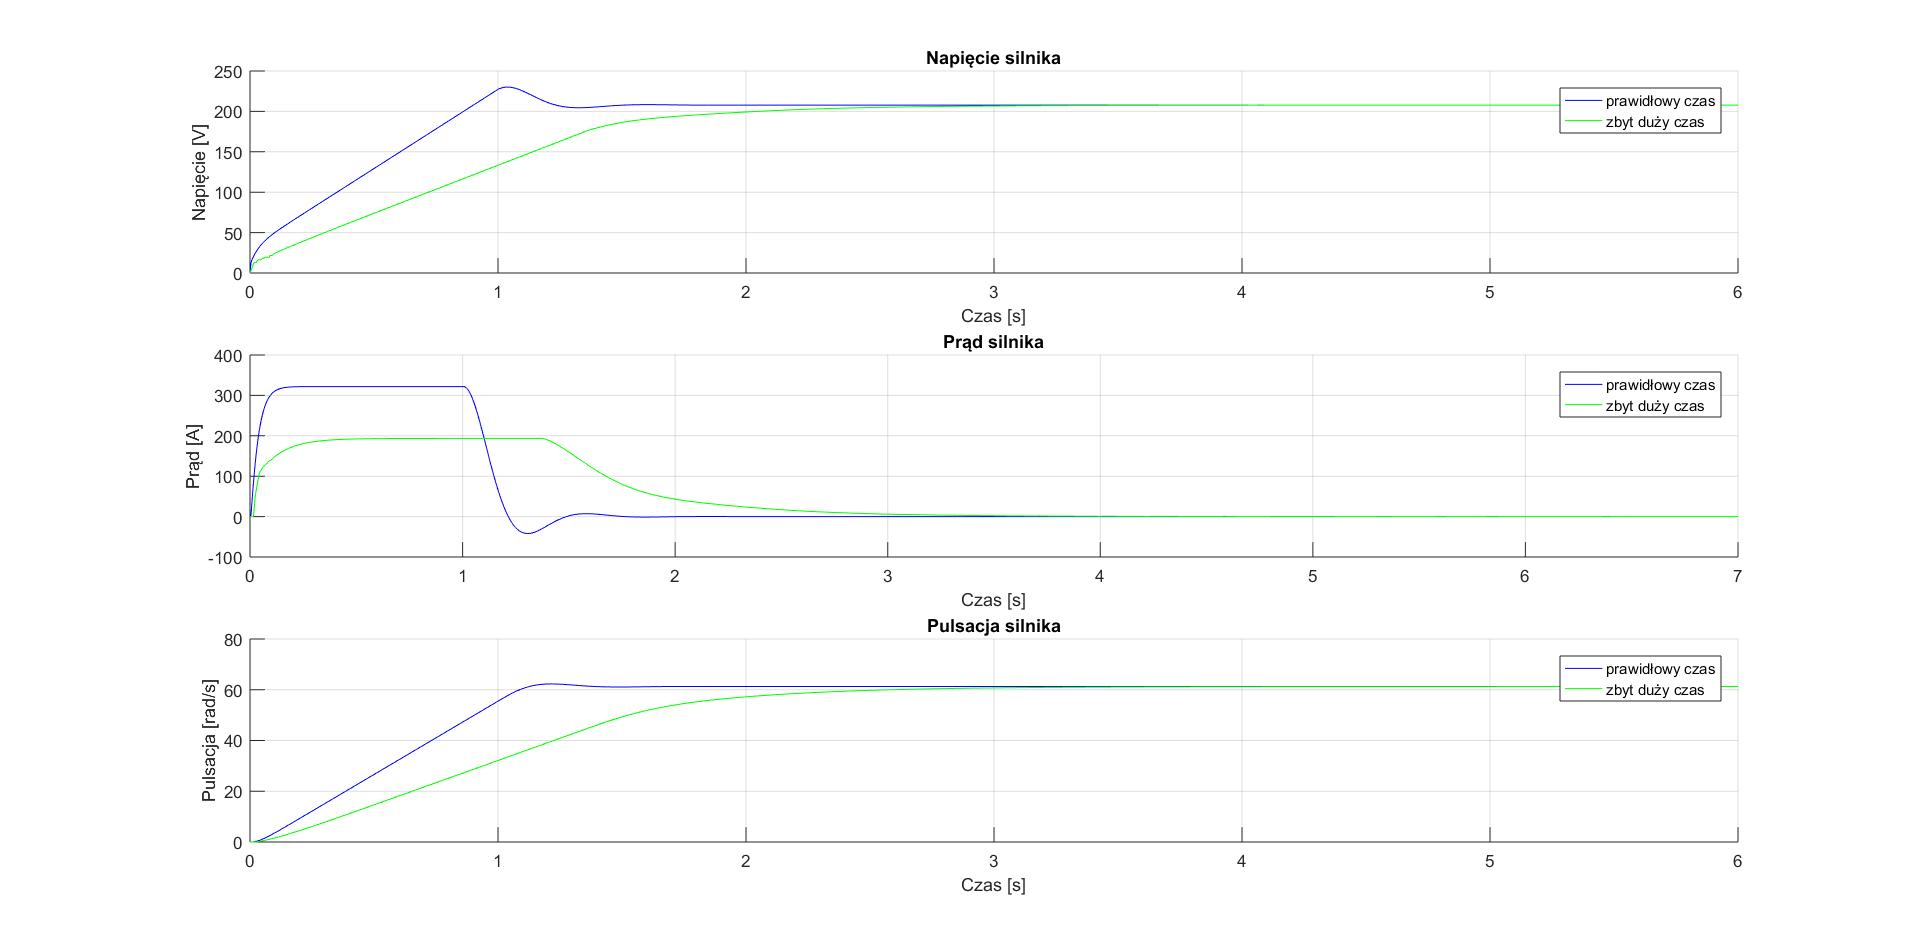 Napięcie silnika
250
200
150
100
50
0
Napięcie [V]
prawidłowy czas
zbyt duży czas
0 1 2 3 4 5 6
Czas [s]
Prąd silnika
400
300
200
100
0
-100
Prąd [A]
prawidłowy czas
zbyt duży czas
0 1 2 3 4 5 6 7
Czas [s]
Pulsacja silnika
80
60
40
20
0
Pulsacja [rad/s]
prawidłowy czas
zbyt duży czas
0 1 2 3 4 5 6
Czas [s]